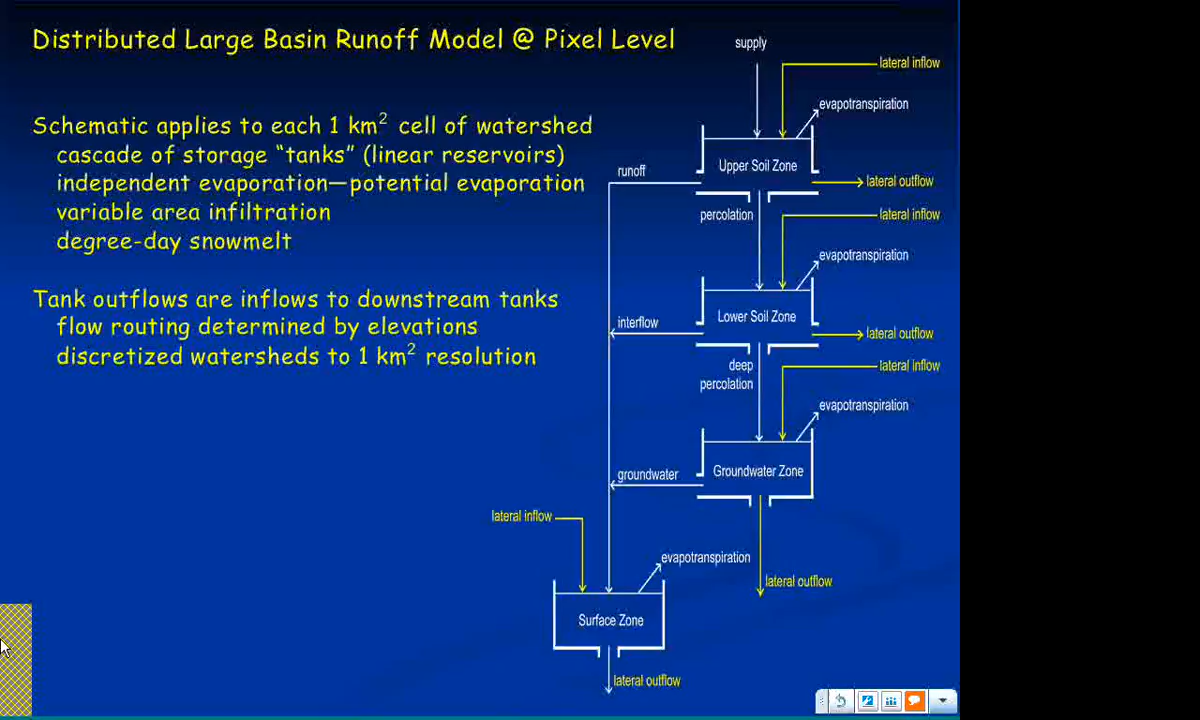 Distributed Large Basin Runoff Model @ Pixel Level
Schematic applies to each 1 km² cell of watershed
cascade of storage “tanks” (linear reservoirs)
independent evaporation—potential evaporation
variable area infiltration
degree-day snowmelt
Tank outflows are inflows to downstream tanks
flow routing determined by elevations
discretized watersheds to 1 km² resolution
supply
lateral inflow
evapotranspiration
Upper Soil Zone
runoff
lateral outflow
percolation
lateral inflow
evapotranspiration
Lower Soil Zone
interflow
lateral outflow
deep
percolation
lateral inflow
evapotranspiration
Groundwater Zone
groundwater
lateral inflow
evapotranspiration
lateral outflow
Surface Zone
lateral outflow